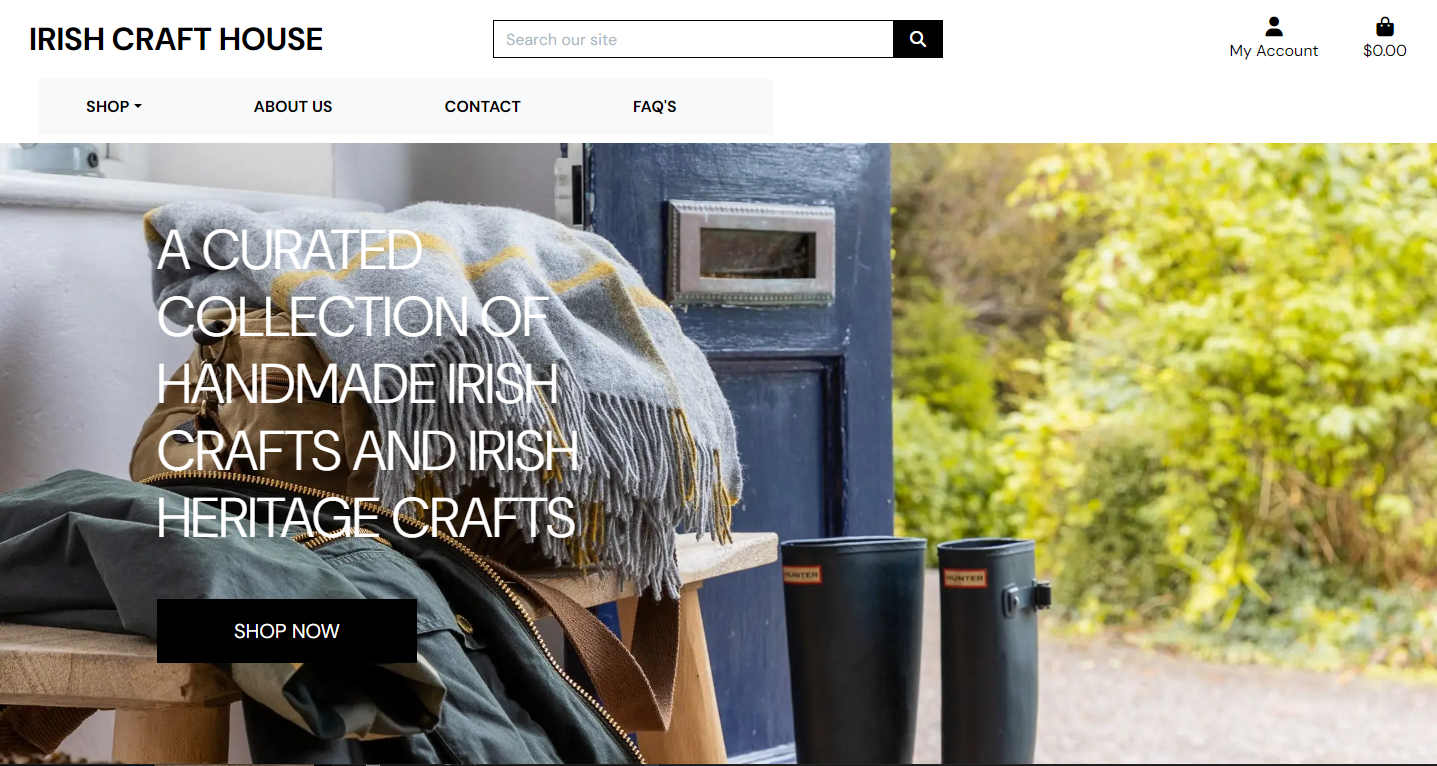 IRISH CRAFT HOUSE
Search our site
My Account
$0.00
SHOP
ABOUT US
CONTACT
FAQ'S
A CURATED
COLLECTION OF
HANDMADE IRISH
CRAFTS AND IRISH
HERITAGE CRAFTS
HUNTER
HUNTER
SHOP NOW